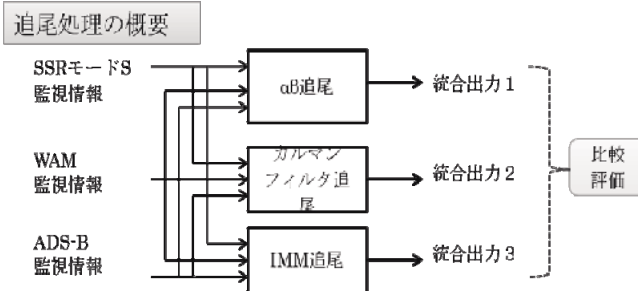 追尾処理の概要
SSRモードS
監視情報
αB追尾
統合出力1
WAM
監視情報
カルマン
フィルタ追
尾
統合出力2
比較
評価
ADS-B
監視情報
IMM追尾
統合出力3